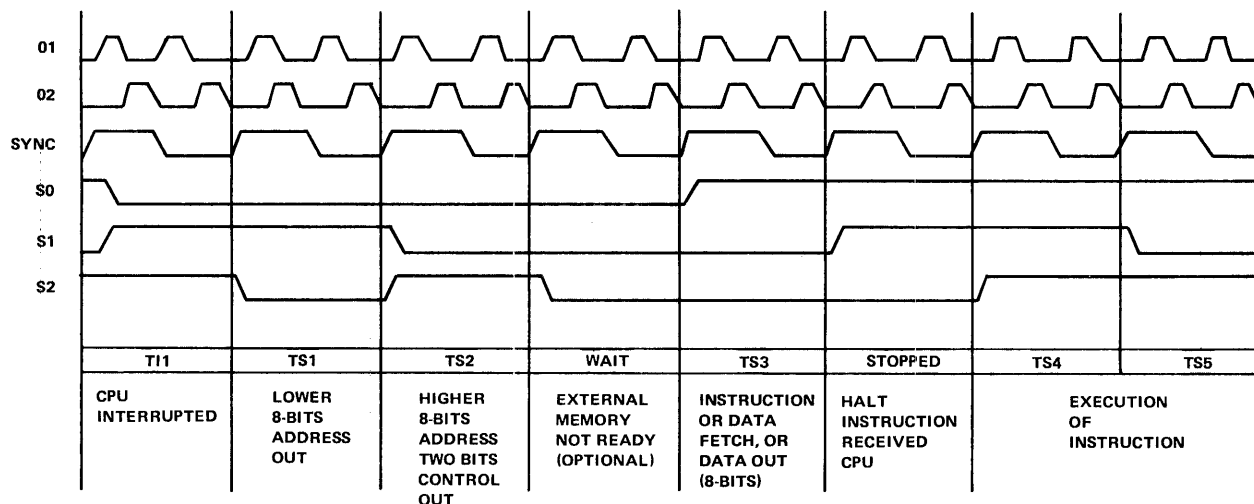 01
02
SYNC
S0
S1
S2
TI1 TS1 TS2 WAIT TS3 STOPPED TS4 TS5
CPU
INTERRUPTED
LOWER
8-BITS
ADDRESS
OUT
HIGHER
8-BITS
ADDRESS
TWO BITS
CONTROL
OUT
EXTERNAL
MEMORY
NOT READY
(OPTIONAL)
INSTRUCTION
OR DATA
FETCH, OR
DATA OUT
(8-BITS)
HALT
INSTRUCTION
RECEIVED
CPU
EXECUTION
OF
INSTRUCTION